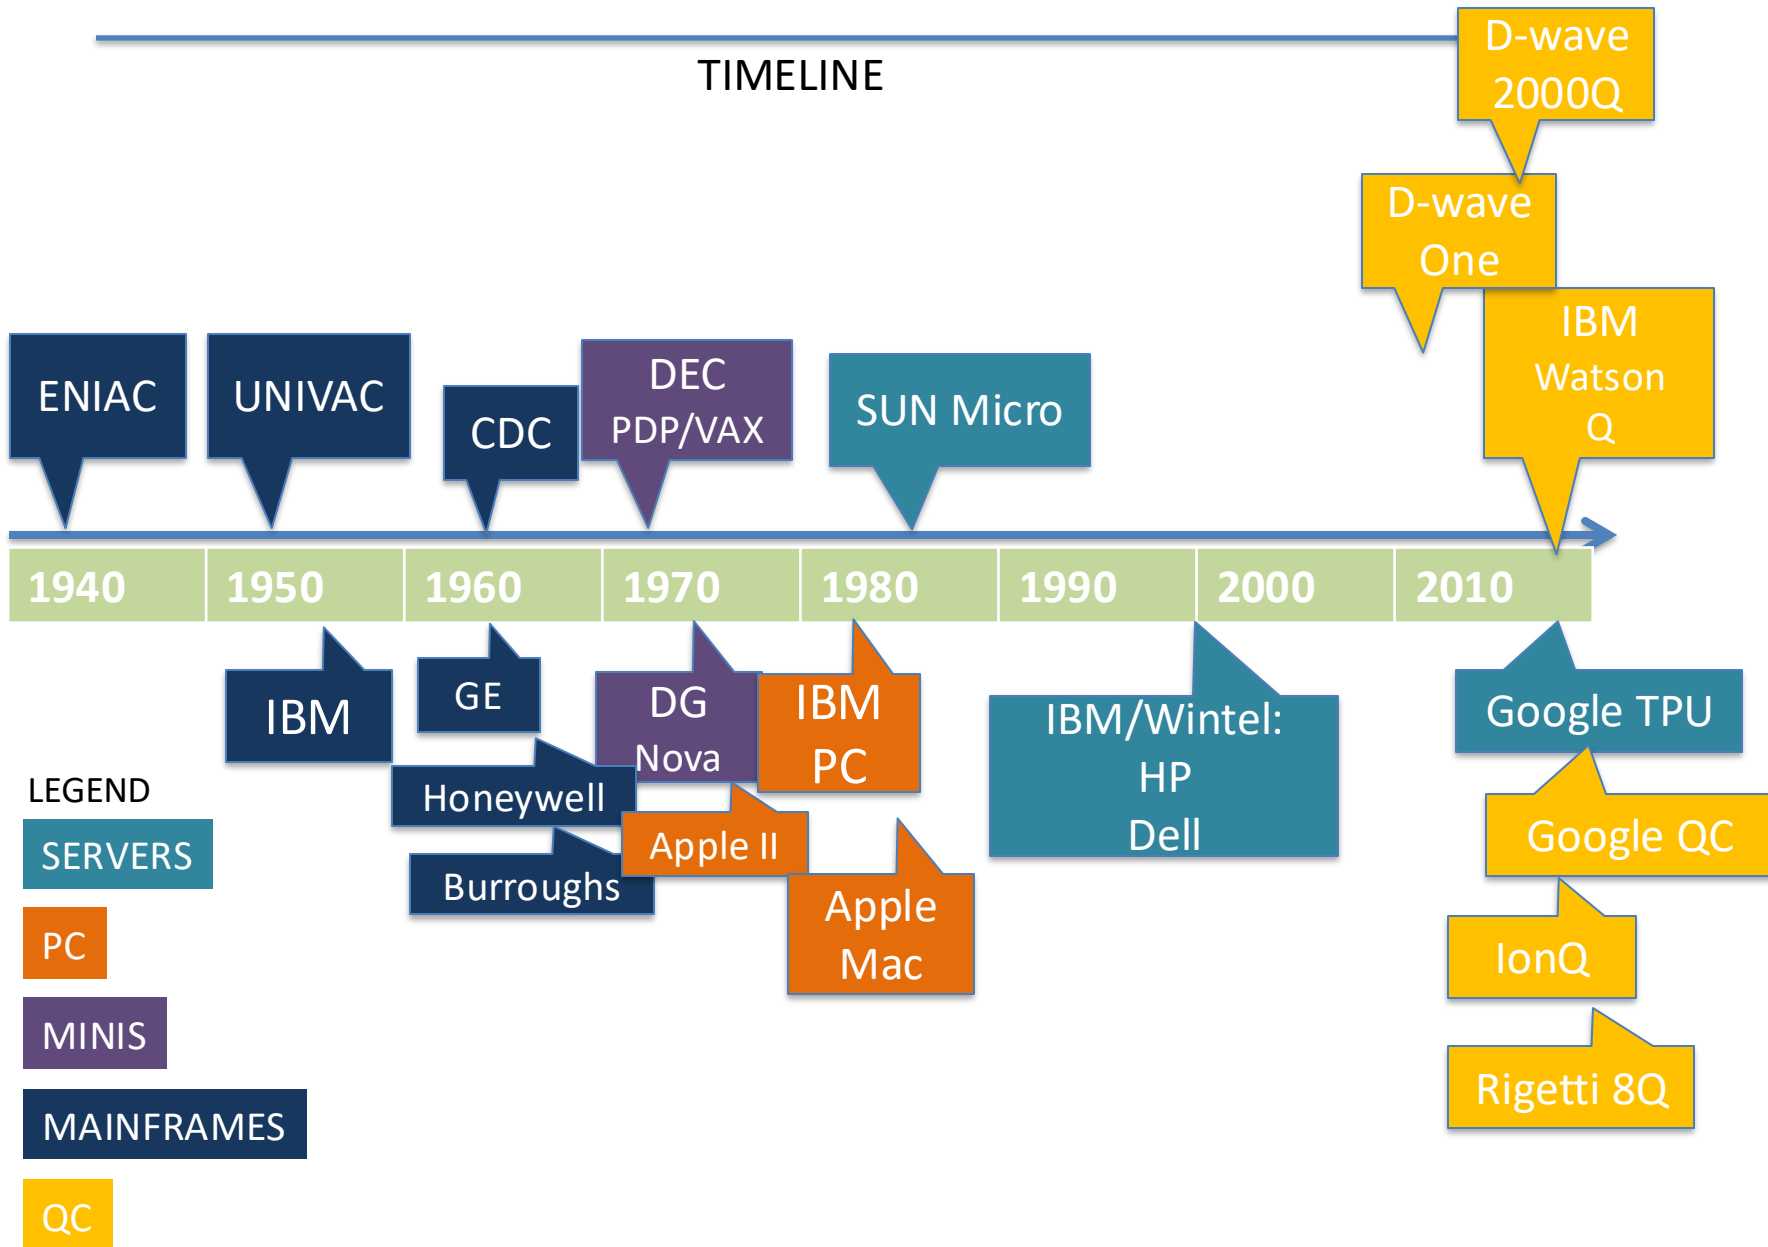 TIMELINE
D-wave
2000Q
D-wave
One
IBM
Watson
Q
ENIAC
UNIVAC
CDC
DEC
PDP/VAX
SUN Micro
1940
1950
1960
1970
1980
1990
2000
2010
IBM
GE
DG
Nova
IBM
PC
IBM/Wintel:
HP
Dell
Google TPU
Honeywell
Apple II
Google QC
Burroughs
Apple
Mac
IonQ
Rigetti 8Q
LEGEND
SERVERS
PC
MINIS
MAINFRAMES
QC